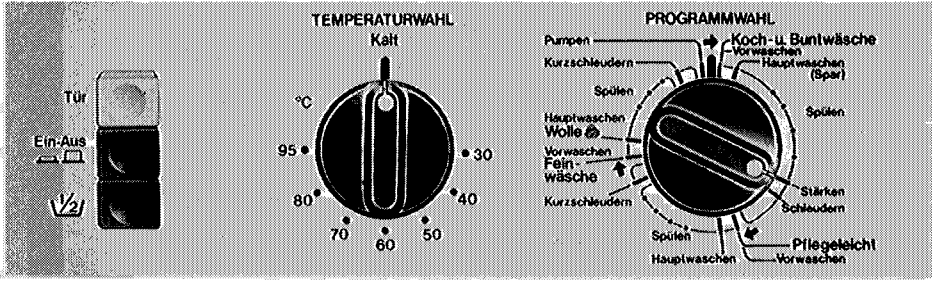 TEMPERATURWAHL
Kalt
°C
30
40
50
60
70
80
95
Tür
Ein-Aus
1/2
PROGRAMMWAHL
Pumpen
Koch- u. Buntwäsche
Vorwaschen
Hauptwaschen
(Spar)
Kurzschleudern
Spülen
Spülen
Hauptwaschen
Wolle
Vorwaschen
Fein-
wäsche
Kurzschleudern
Stärken
Schleudern
Spülen
Pflegeleicht
Hauptwaschen
Vorwaschen